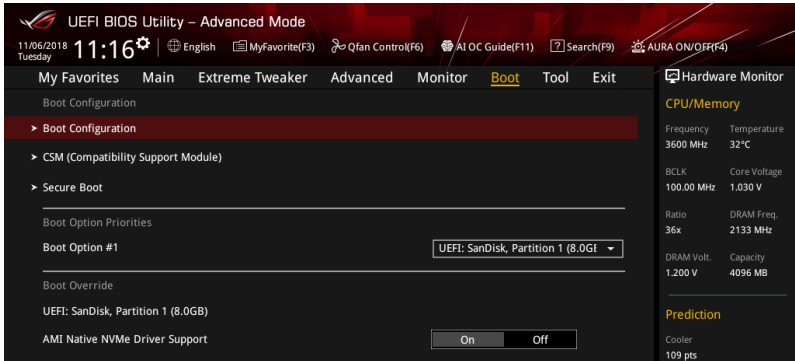 UEFI BIOS Utility – Advanced Mode
11/06/2018
Tuesday
11:16
English
MyFavorite(F3)
Qfan Control(F6)
AI OC Guide(F11)
Search(F9)
AURA ON/OFF(F4)
My Favorites Main Extreme Tweaker Advanced Monitor Boot Tool Exit
Hardware Monitor
Boot Configuration
> Boot Configuration
> CSM (Compatibility Support Module)
> Secure Boot
Boot Option Priorities
Boot Option #1
UEFI: SanDisk, Partition 1 (8.0GE
Boot Override
UEFI: SanDisk, Partition 1 (8.0GB)
AMI Native NVMe Driver Support
On Off
CPU/Memory
Frequency Temperature
3600 MHz 32°C
BCLK Core Voltage
100.00 MHz 1.030 V
Ratio DRAM Freq.
36x 2133 MHz
DRAM Volt. Capacity
1.200 V 4096 MB
Prediction
Cooler
109 pts